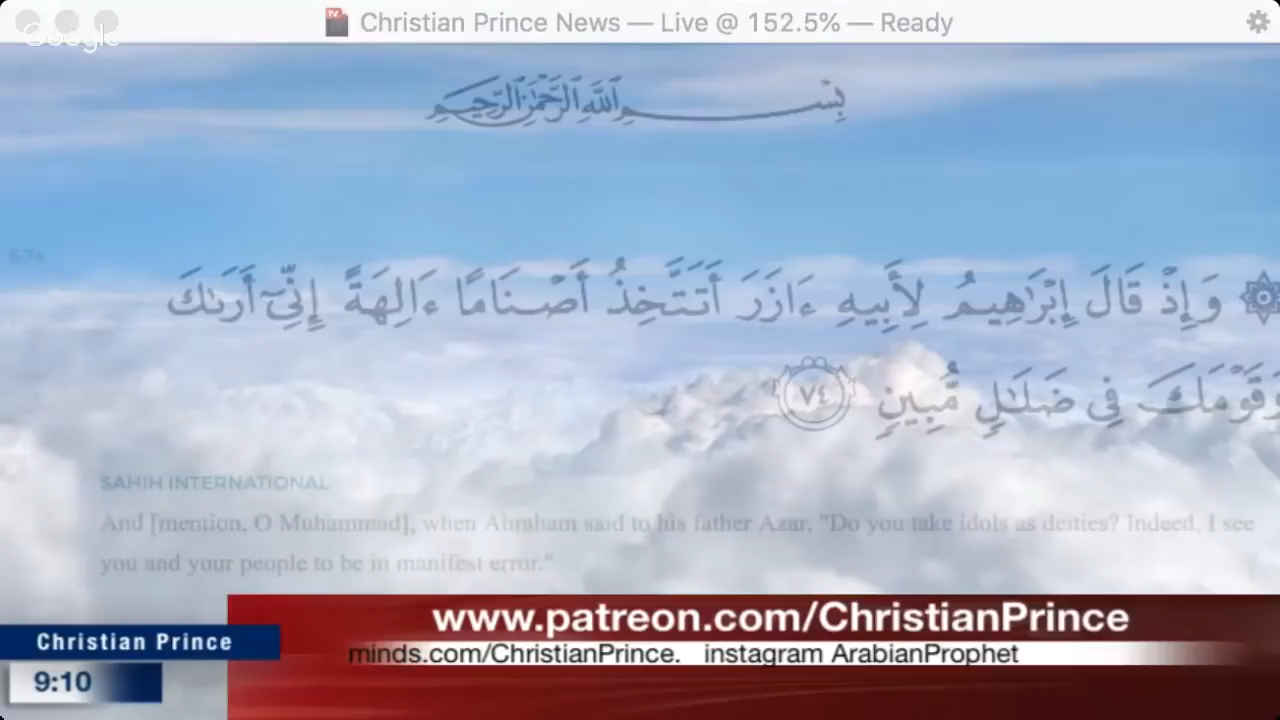 Christian Prince News — Live @ 152.5% — Ready
Google
بِسْمِ اللَّهِ الرَّحْمَٰنِ الرَّحِيمِ
6:74
۞ وَإِذْ قَالَ إِبْرَٰهِيمُ لِأَبِيهِ ءَازَرَ أَتَتَّخِذُ أَصْنَامًا ءَالِهَةً إِنِّىٓ أَرَىٰكَ
وَقَوْمَكَ فِى ضَلَـٰلٍ مُّبِينٍ ٧٤
SAHIH INTERNATIONAL
And [mention, O Muhammad], when Abraham said to his father Azar, "Do you take idols as deities? Indeed, I see
you and your people to be in manifest error."
www.patreon.com/ChristianPrince
Christian Prince
minds.com/ChristianPrince. instagram ArabianProphet
9:10